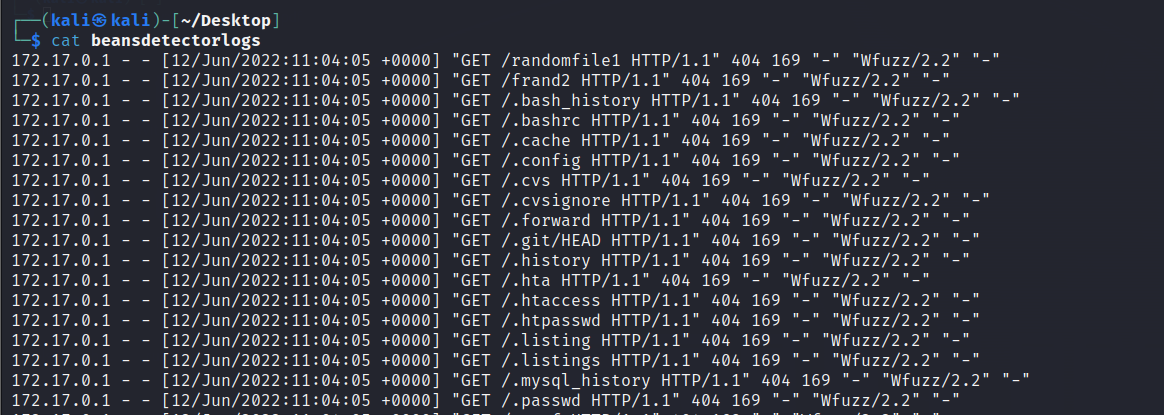 ┌──(kali㉿kali)-[~/Desktop]
└─$ cat beansdetectorlogs
172.17.0.1 - - [12/Jun/2022:11:04:05 +0000] "GET /randomfile1 HTTP/1.1" 404 169 "-" "Wfuzz/2.2" "-"
172.17.0.1 - - [12/Jun/2022:11:04:05 +0000] "GET /frand2 HTTP/1.1" 404 169 "-" "Wfuzz/2.2" "-"
172.17.0.1 - - [12/Jun/2022:11:04:05 +0000] "GET /.bash_history HTTP/1.1" 404 169 "-" "Wfuzz/2.2" "-"
172.17.0.1 - - [12/Jun/2022:11:04:05 +0000] "GET /.bashrc HTTP/1.1" 404 169 "-" "Wfuzz/2.2" "-"
172.17.0.1 - - [12/Jun/2022:11:04:05 +0000] "GET /.cache HTTP/1.1" 404 169 "-" "Wfuzz/2.2" "-"
172.17.0.1 - - [12/Jun/2022:11:04:05 +0000] "GET /.config HTTP/1.1" 404 169 "-" "Wfuzz/2.2" "-"
172.17.0.1 - - [12/Jun/2022:11:04:05 +0000] "GET /.cvs HTTP/1.1" 404 169 "-" "Wfuzz/2.2" "-"
172.17.0.1 - - [12/Jun/2022:11:04:05 +0000] "GET /.cvsignore HTTP/1.1" 404 169 "-" "Wfuzz/2.2" "-"
172.17.0.1 - - [12/Jun/2022:11:04:05 +0000] "GET /.forward HTTP/1.1" 404 169 "-" "Wfuzz/2.2" "-"
172.17.0.1 - - [12/Jun/2022:11:04:05 +0000] "GET /.git/HEAD HTTP/1.1" 404 169 "-" "Wfuzz/2.2" "-"
172.17.0.1 - - [12/Jun/2022:11:04:05 +0000] "GET /.history HTTP/1.1" 404 169 "-" "Wfuzz/2.2" "-"
172.17.0.1 - - [12/Jun/2022:11:04:05 +0000] "GET /.hta HTTP/1.1" 404 169 "-" "Wfuzz/2.2" "-
172.17.0.1 - - [12/Jun/2022:11:04:05 +0000] "GET /.htaccess HTTP/1.1" 404 169 "-" "Wfuzz/2.2" "-"
172.17.0.1 - - [12/Jun/2022:11:04:05 +0000] "GET /.htpasswd HTTP/1.1" 404 169 "-" "Wfuzz/2.2" "-"
172.17.0.1 - - [12/Jun/2022:11:04:05 +0000] "GET /.listing HTTP/1.1" 404 169 "-" "Wfuzz/2.2" "-"
172.17.0.1 - - [12/Jun/2022:11:04:05 +0000] "GET /.listings HTTP/1.1" 404 169 "-" "Wfuzz/2.2" "-"
172.17.0.1 - - [12/Jun/2022:11:04:05 +0000] "GET /.mysql_history HTTP/1.1" 404 169 "-" "Wfuzz/2.2" "-"
172.17.0.1 - - [12/Jun/2022:11:04:05 +0000] "GET /.passwd HTTP/1.1" 404 169 "-" "Wfuzz/2.2" "-"